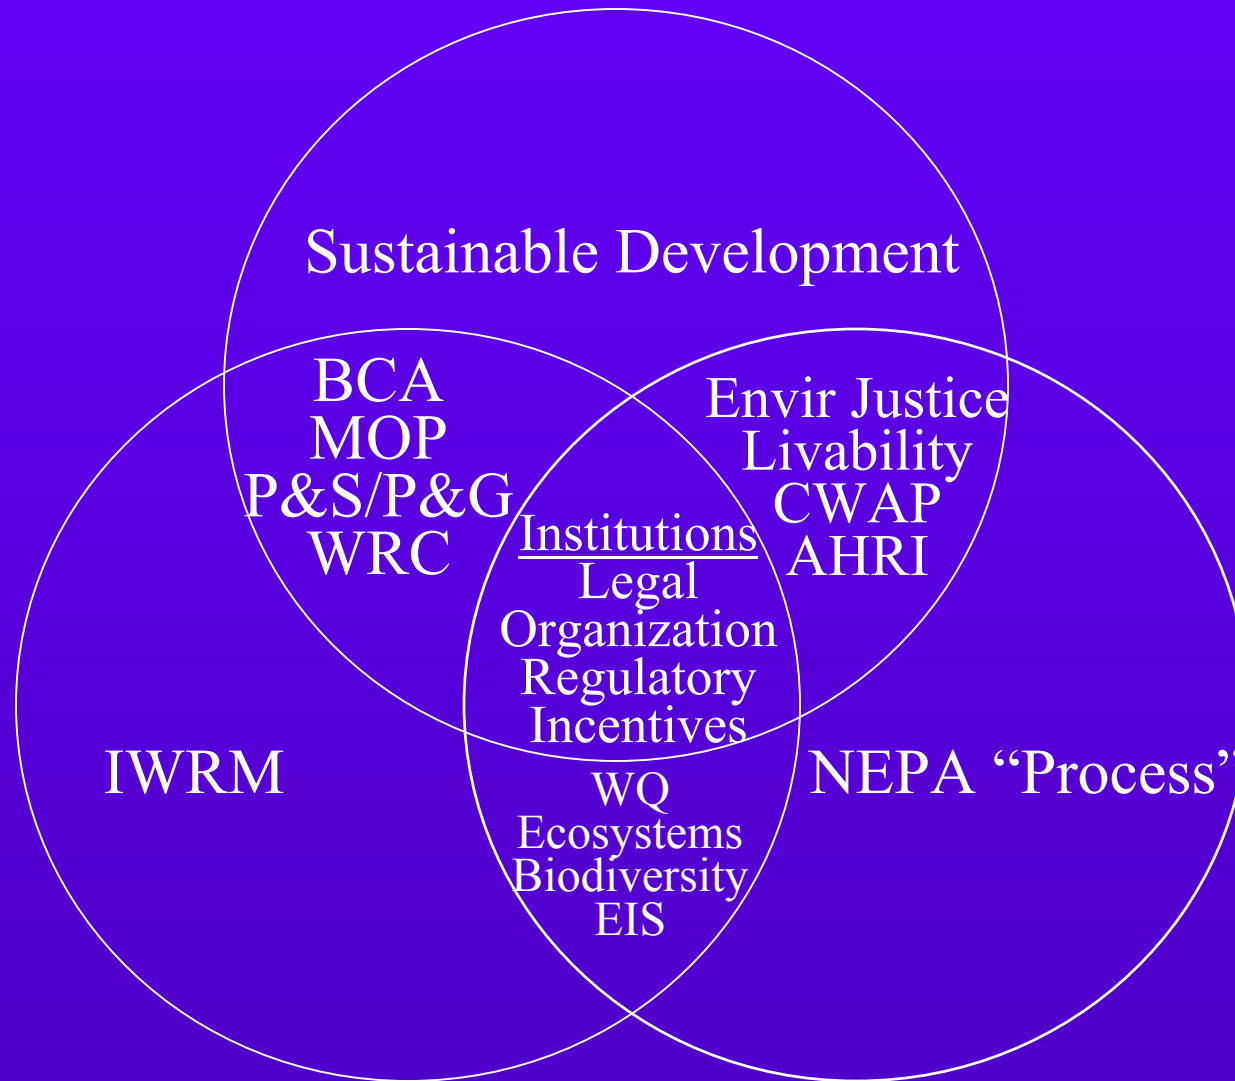 Sustainable Development
BCA
MOP
P&S/P&G
WRC
Envir Justice
Livability
CWAP
AHRI
Institutions
Legal
Organization
Regulatory
Incentives
IWRM
NEPA “Process”
WQ
Ecosystems
Biodiversity
EIS